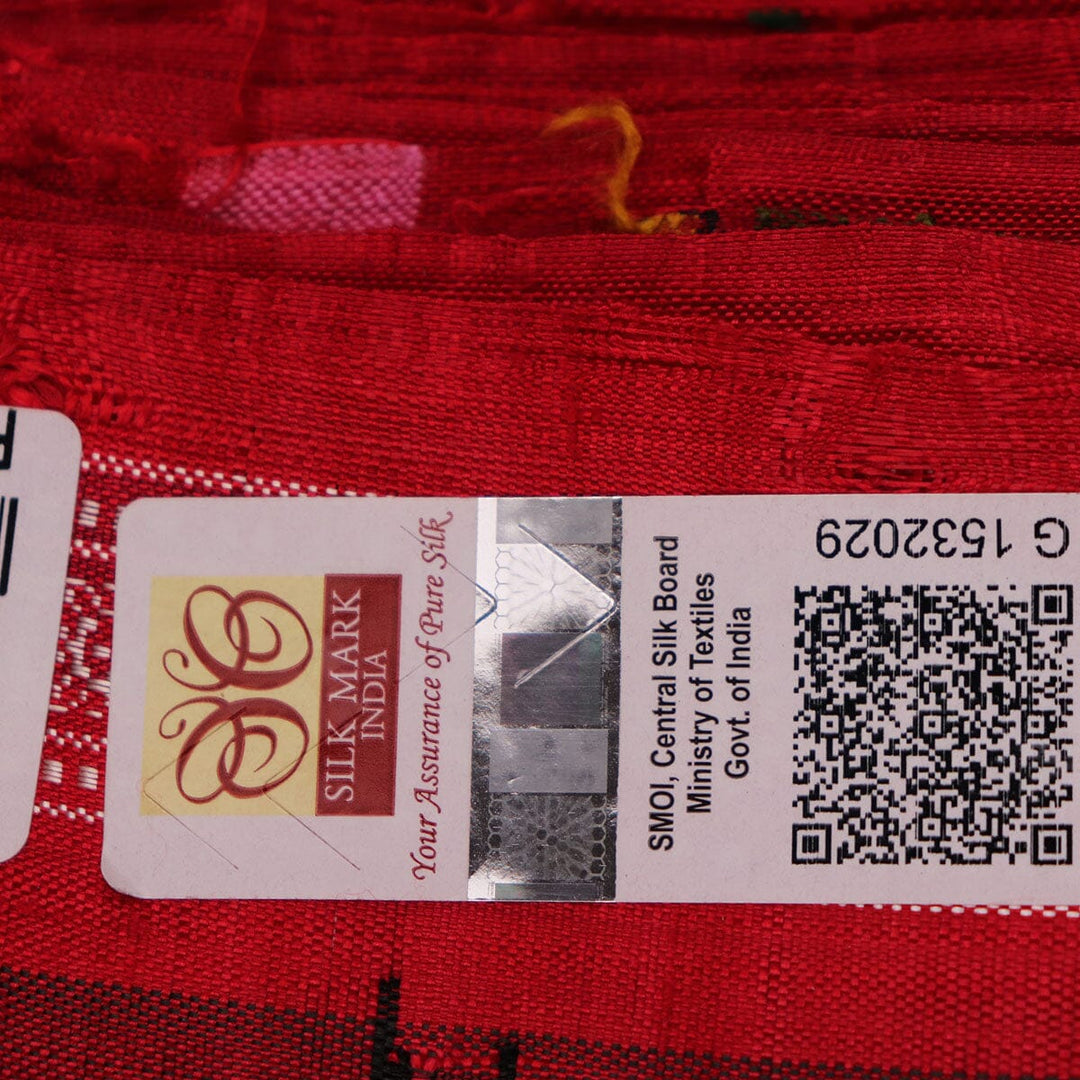 SILK MARK
INDIA
Your Assurance of Pure Silk
SMOI, Central Silk Board
Ministry of Textiles
Govt. of India
G 1532029